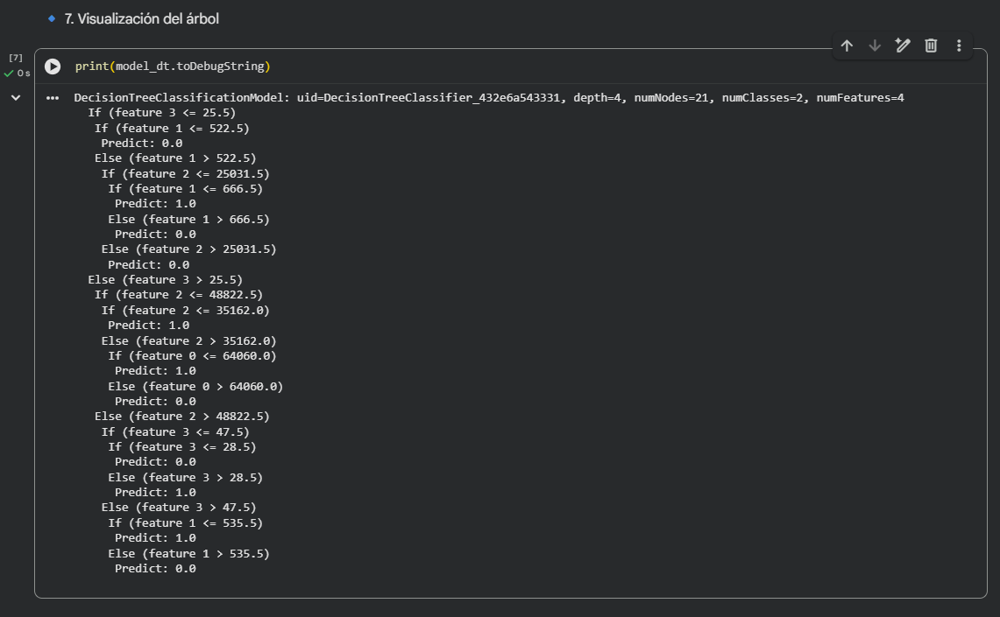 7. Visualización del árbol
[7]
0 s
print(model_dt.toDebugString)
DecisionTreeClassificationModel: uid=DecisionTreeClassifier_432e6a543331, depth=4, numNodes=21, numClasses=2, numFeatures=4
If (feature 3 <= 25.5)
If (feature 1 <= 522.5)
Predict: 0.0
Else (feature 1 > 522.5)
If (feature 2 <= 25031.5)
If (feature 1 <= 666.5)
Predict: 1.0
Else (feature 1 > 666.5)
Predict: 0.0
Else (feature 2 > 25031.5)
Predict: 0.0
Else (feature 3 > 25.5)
If (feature 2 <= 48822.5)
If (feature 2 <= 35162.0)
Predict: 1.0
Else (feature 2 > 35162.0)
If (feature 0 <= 64060.0)
Predict: 1.0
Else (feature 0 > 64060.0)
Predict: 0.0
Else (feature 2 > 48822.5)
If (feature 3 <= 47.5)
If (feature 3 <= 28.5)
Predict: 0.0
Else (feature 3 > 28.5)
Predict: 1.0
Else (feature 3 > 47.5)
If (feature 1 <= 535.5)
Predict: 1.0
Else (feature 1 > 535.5)
Predict: 0.0